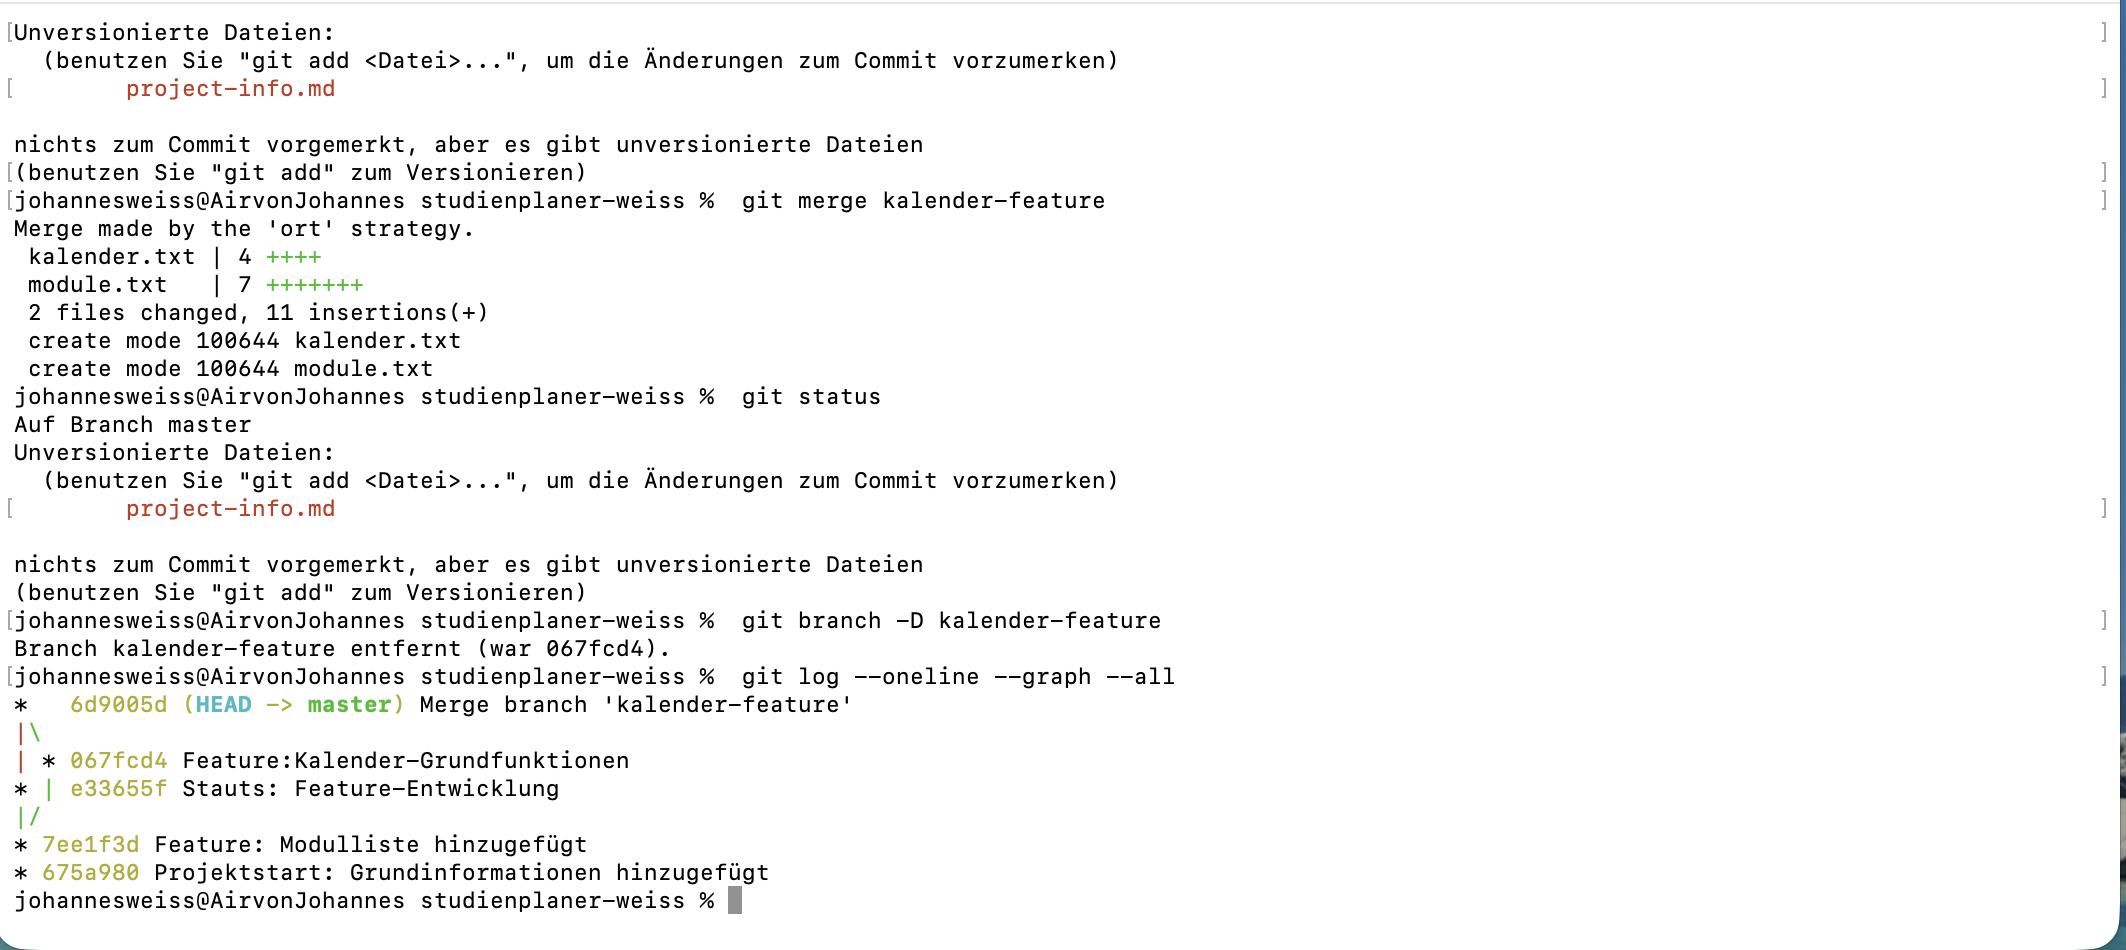 [Unversionierte Dateien: ]
  (benutzen Sie "git add <Datei>...", um die Änderungen zum Commit vorzumerken)
[        project-info.md ]
nichts zum Commit vorgemerkt, aber es gibt unversionierte Dateien
[(benutzen Sie "git add" zum Versionieren) ]
[johannesweiss@AirvonJohannes studienplaner-weiss %  git merge kalender-feature ]
Merge made by the 'ort' strategy.
 kalender.txt | 4 ++++
 module.txt   | 7 +++++++
 2 files changed, 11 insertions(+)
 create mode 100644 kalender.txt
 create mode 100644 module.txt
johannesweiss@AirvonJohannes studienplaner-weiss %  git status
Auf Branch master
Unversionierte Dateien:
  (benutzen Sie "git add <Datei>...", um die Änderungen zum Commit vorzumerken)
[        project-info.md ]
nichts zum Commit vorgemerkt, aber es gibt unversionierte Dateien
(benutzen Sie "git add" zum Versionieren)
[johannesweiss@AirvonJohannes studienplaner-weiss %  git branch -D kalender-feature ]
Branch kalender-feature entfernt (war 067fcd4).
[johannesweiss@AirvonJohannes studienplaner-weiss %  git log --oneline --graph --all ]
*   6d9005d (HEAD -> master) Merge branch 'kalender-feature'
|\
| * 067fcd4 Feature:Kalender-Grundfunktionen
* | e33655f Stauts: Feature-Entwicklung
|/
* 7ee1f3d Feature: Modulliste hinzugefügt
* 675a980 Projektstart: Grundinformationen hinzugefügt
johannesweiss@AirvonJohannes studienplaner-weiss %